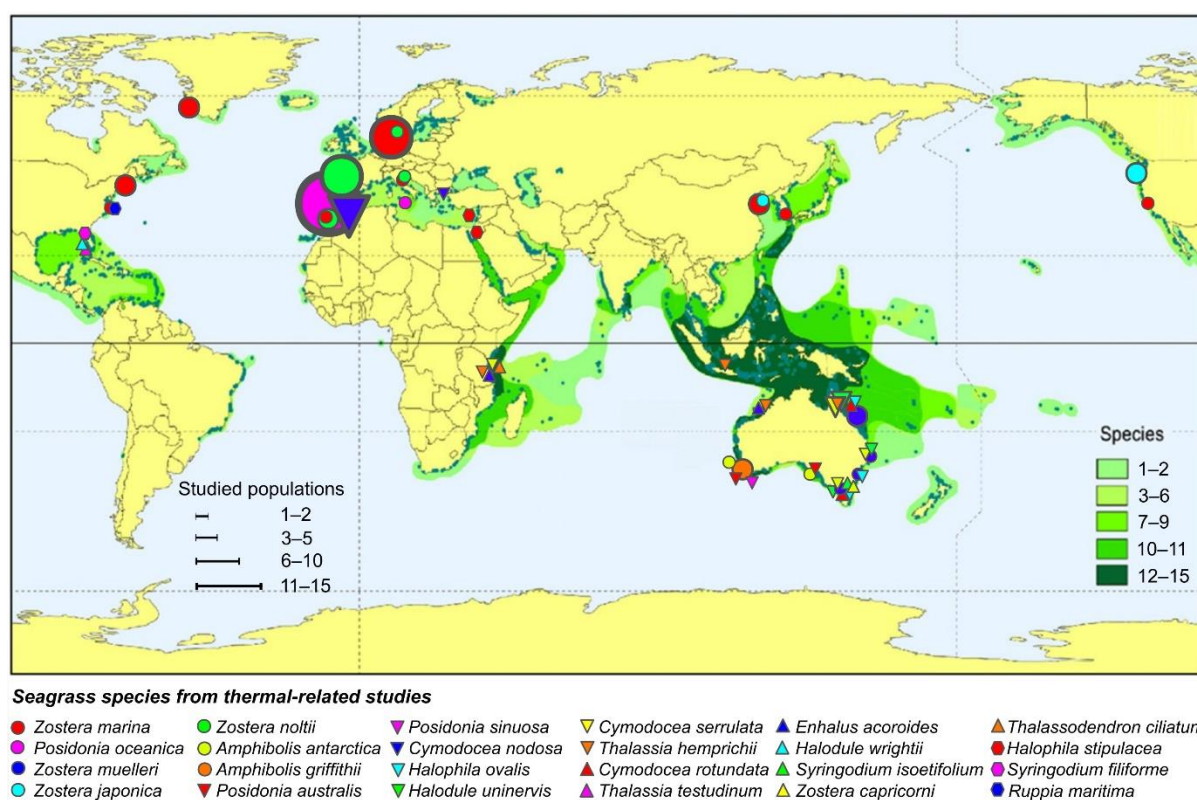 Species
1–2
3–6
7–9
10–11
12–15
Studied populations
1–2
3–5
6–10
11–15
Seagrass species from thermal-related studies
Zostera marina Zostera noltii Posidonia sinuosa Cymodocea serrulata Enhalus acoroides Thalassodendron ciliatum
Posidonia oceanica Amphibolis antarctica Cymodocea nodosa Thalassia hemprichii Halodule wrightii Halophila stipulacea
Zostera muelleri Amphibolis griffithii Halophila ovalis Cymodocea rotundata Syringodium isoetifolium Syringodium filiforme
Zostera japonica Posidonia australis Halodule uninervis Thalassia testudinum Zostera capricorni Ruppia maritima